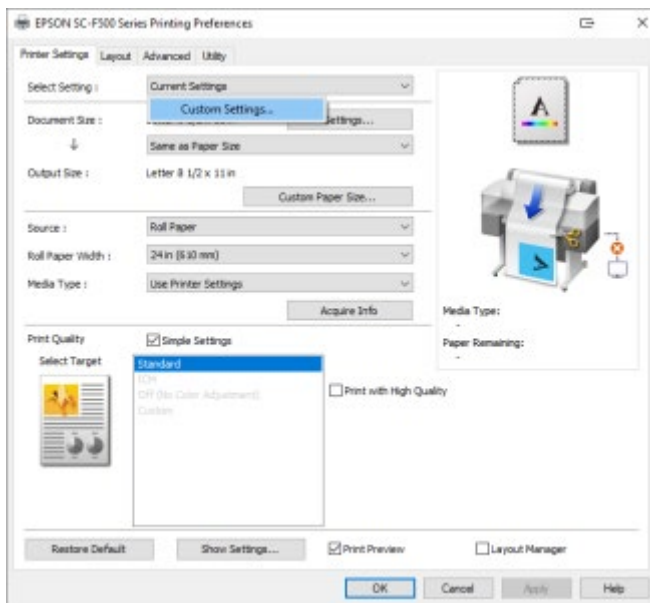 EPSON SC-F500 Series Printing Preferences
Printer Settings Layout Advanced Utility
Select Setting : Current Settings
Custom Settings...
Document Size : Settings...
Same as Paper Size
Output Size : Letter 8 1/2 x 11 in
Custom Paper Size...
Source : Roll Paper
Roll Paper Width : 24 in (610 mm)
Media Type : Use Printer Settings
Acquire Info
Media Type:
-
Print Quality Simple Settings
Paper Remaining:
-
Select Target
Standard
ICM
Off (No Color Adjustment)
Custom
Print with High Quality
A
Restore Default Show Settings... Print Preview Layout Manager
OK Cancel Apply Help